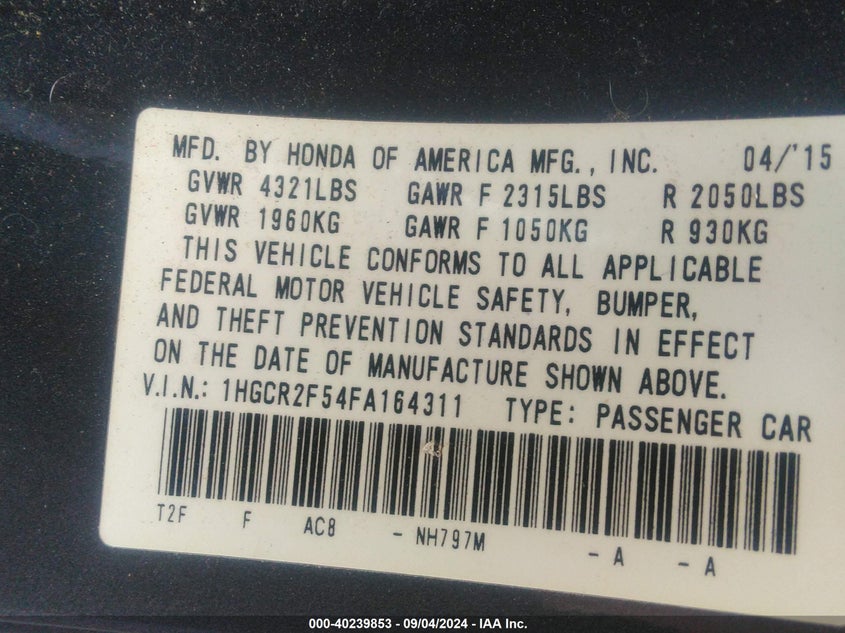 MFD. BY HONDA OF AMERICA MFG., INC. 04/'15
GVWR 4321LBS GAWR F 2315LBS R 2050LBS
GVWR 1960KG GAWR F 1050KG R 930KG
THIS VEHICLE CONFORMS TO ALL APPLICABLE
FEDERAL MOTOR VEHICLE SAFETY, BUMPER,
AND THEFT PREVENTION STANDARDS IN EFFECT
ON THE DATE OF MANUFACTURE SHOWN ABOVE.
V.I.N.: 1HGCR2F54FA164311 TYPE: PASSENGER CAR
T2F F AC8 - NH797M - A - A
000-40239853 - 09/04/2024 - IAA Inc.